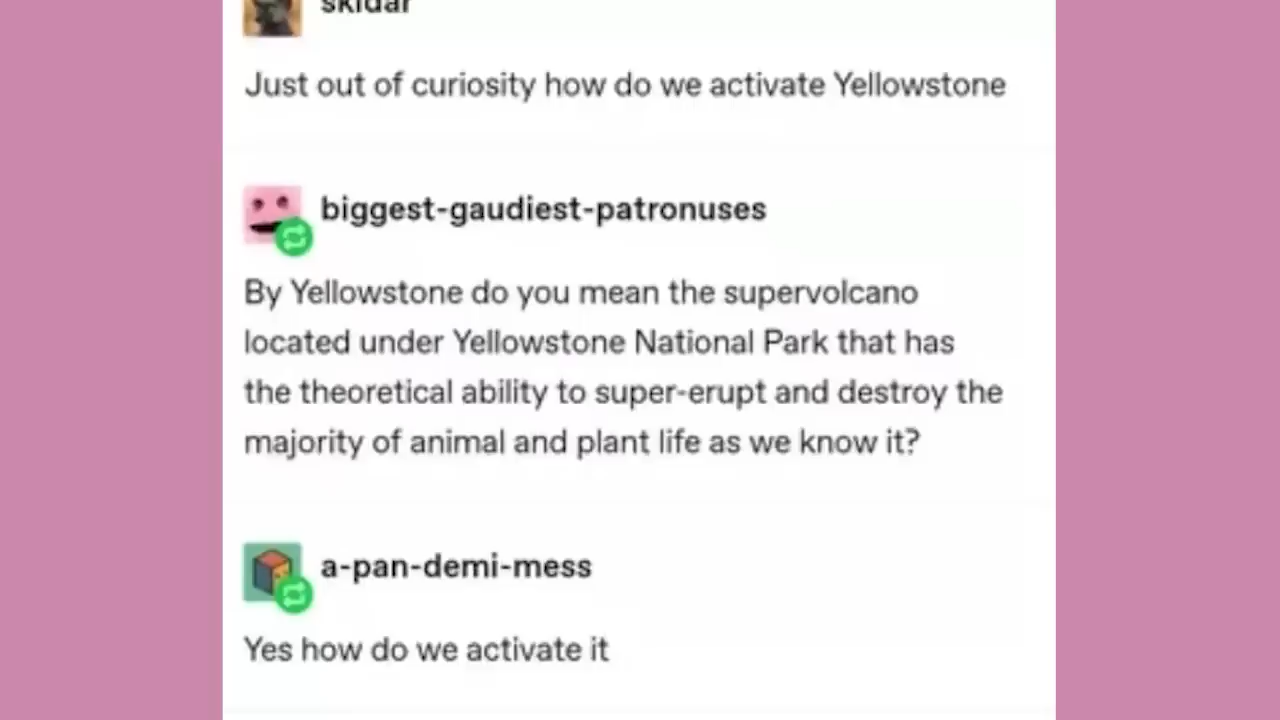 skidar
Just out of curiosity how do we activate Yellowstone
biggest-gaudiest-patronuses
By Yellowstone do you mean the supervolcano
located under Yellowstone National Park that has
the theoretical ability to super-erupt and destroy the
majority of animal and plant life as we know it?
a-pan-demi-mess
Yes how do we activate it